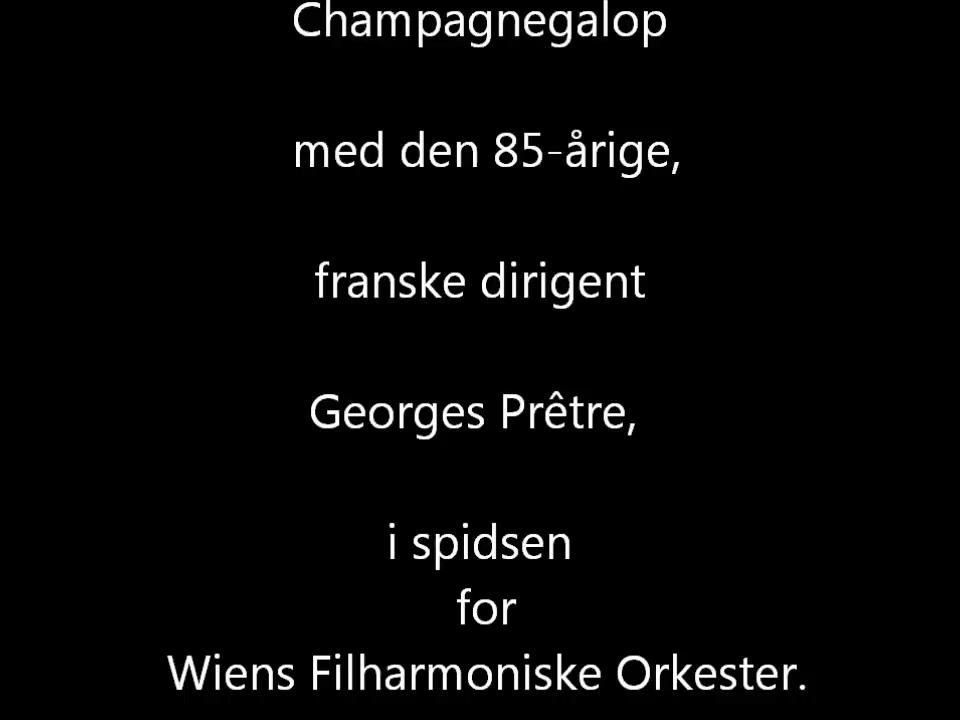 Champagnegalop
med den 85-årige,
franske dirigent
Georges Prêtre,
i spidsen
for
Wiens Filharmoniske Orkester.